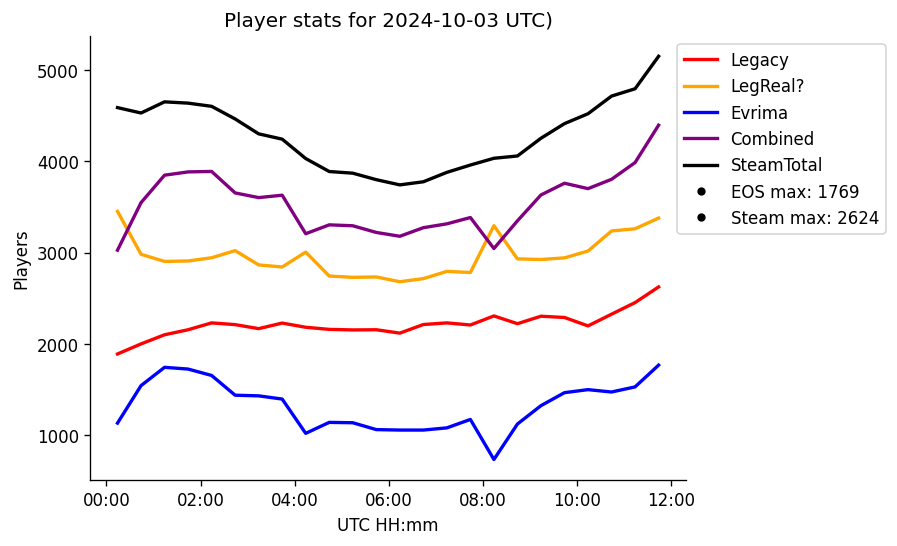 Player stats for 2024-10-03 UTC)
Legacy
LegReal?
Evrima
Combined
SteamTotal
EOS max: 1769
Steam max: 2624
Players
5000
4000
3000
2000
1000
00:00 02:00 04:00 06:00 08:00 10:00 12:00
UTC HH:mm